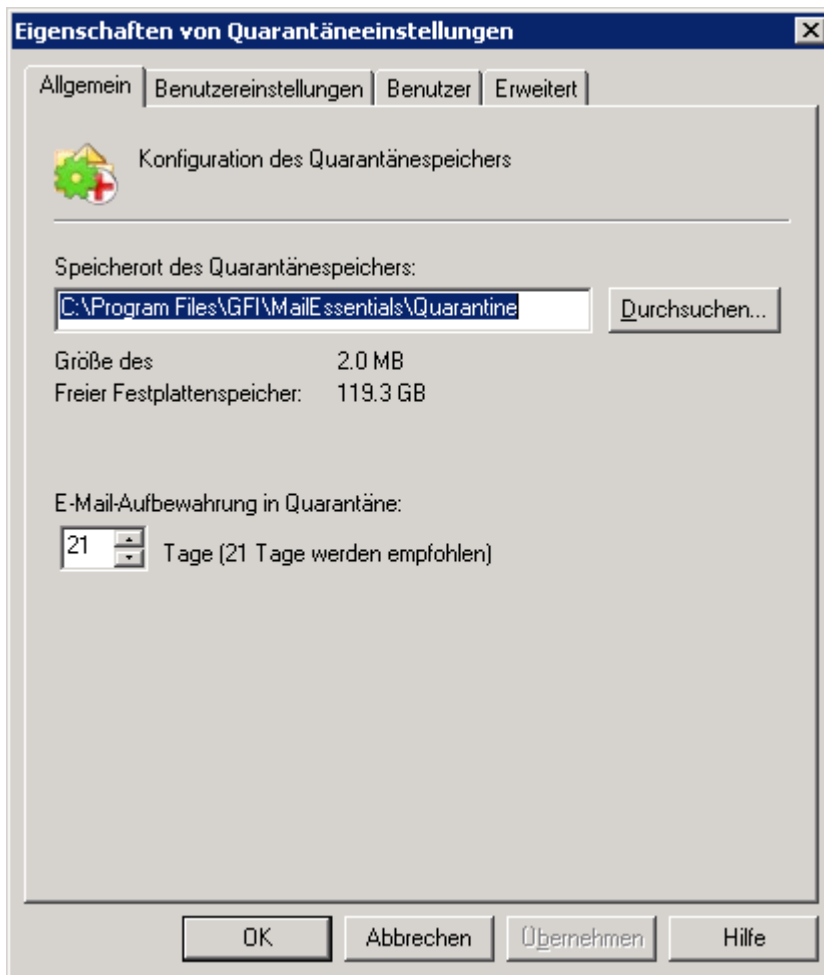 Eigenschaften von Quarantäneeinstellungen
Allgemein Benutzereinstellungen Benutzer Erweitert
Konfiguration des Quarantänespeichers
Speicherort des Quarantänespeichers:
C:\Program Files\GFI\MailEssentials\Quarantine Durchsuchen...
Größe des 2.0 MB
Freier Festplattenspeicher: 119.3 GB
E-Mail-Aufbewahrung in Quarantäne:
21 Tage (21 Tage werden empfohlen)
OK Abbrechen Übernehmen Hilfe